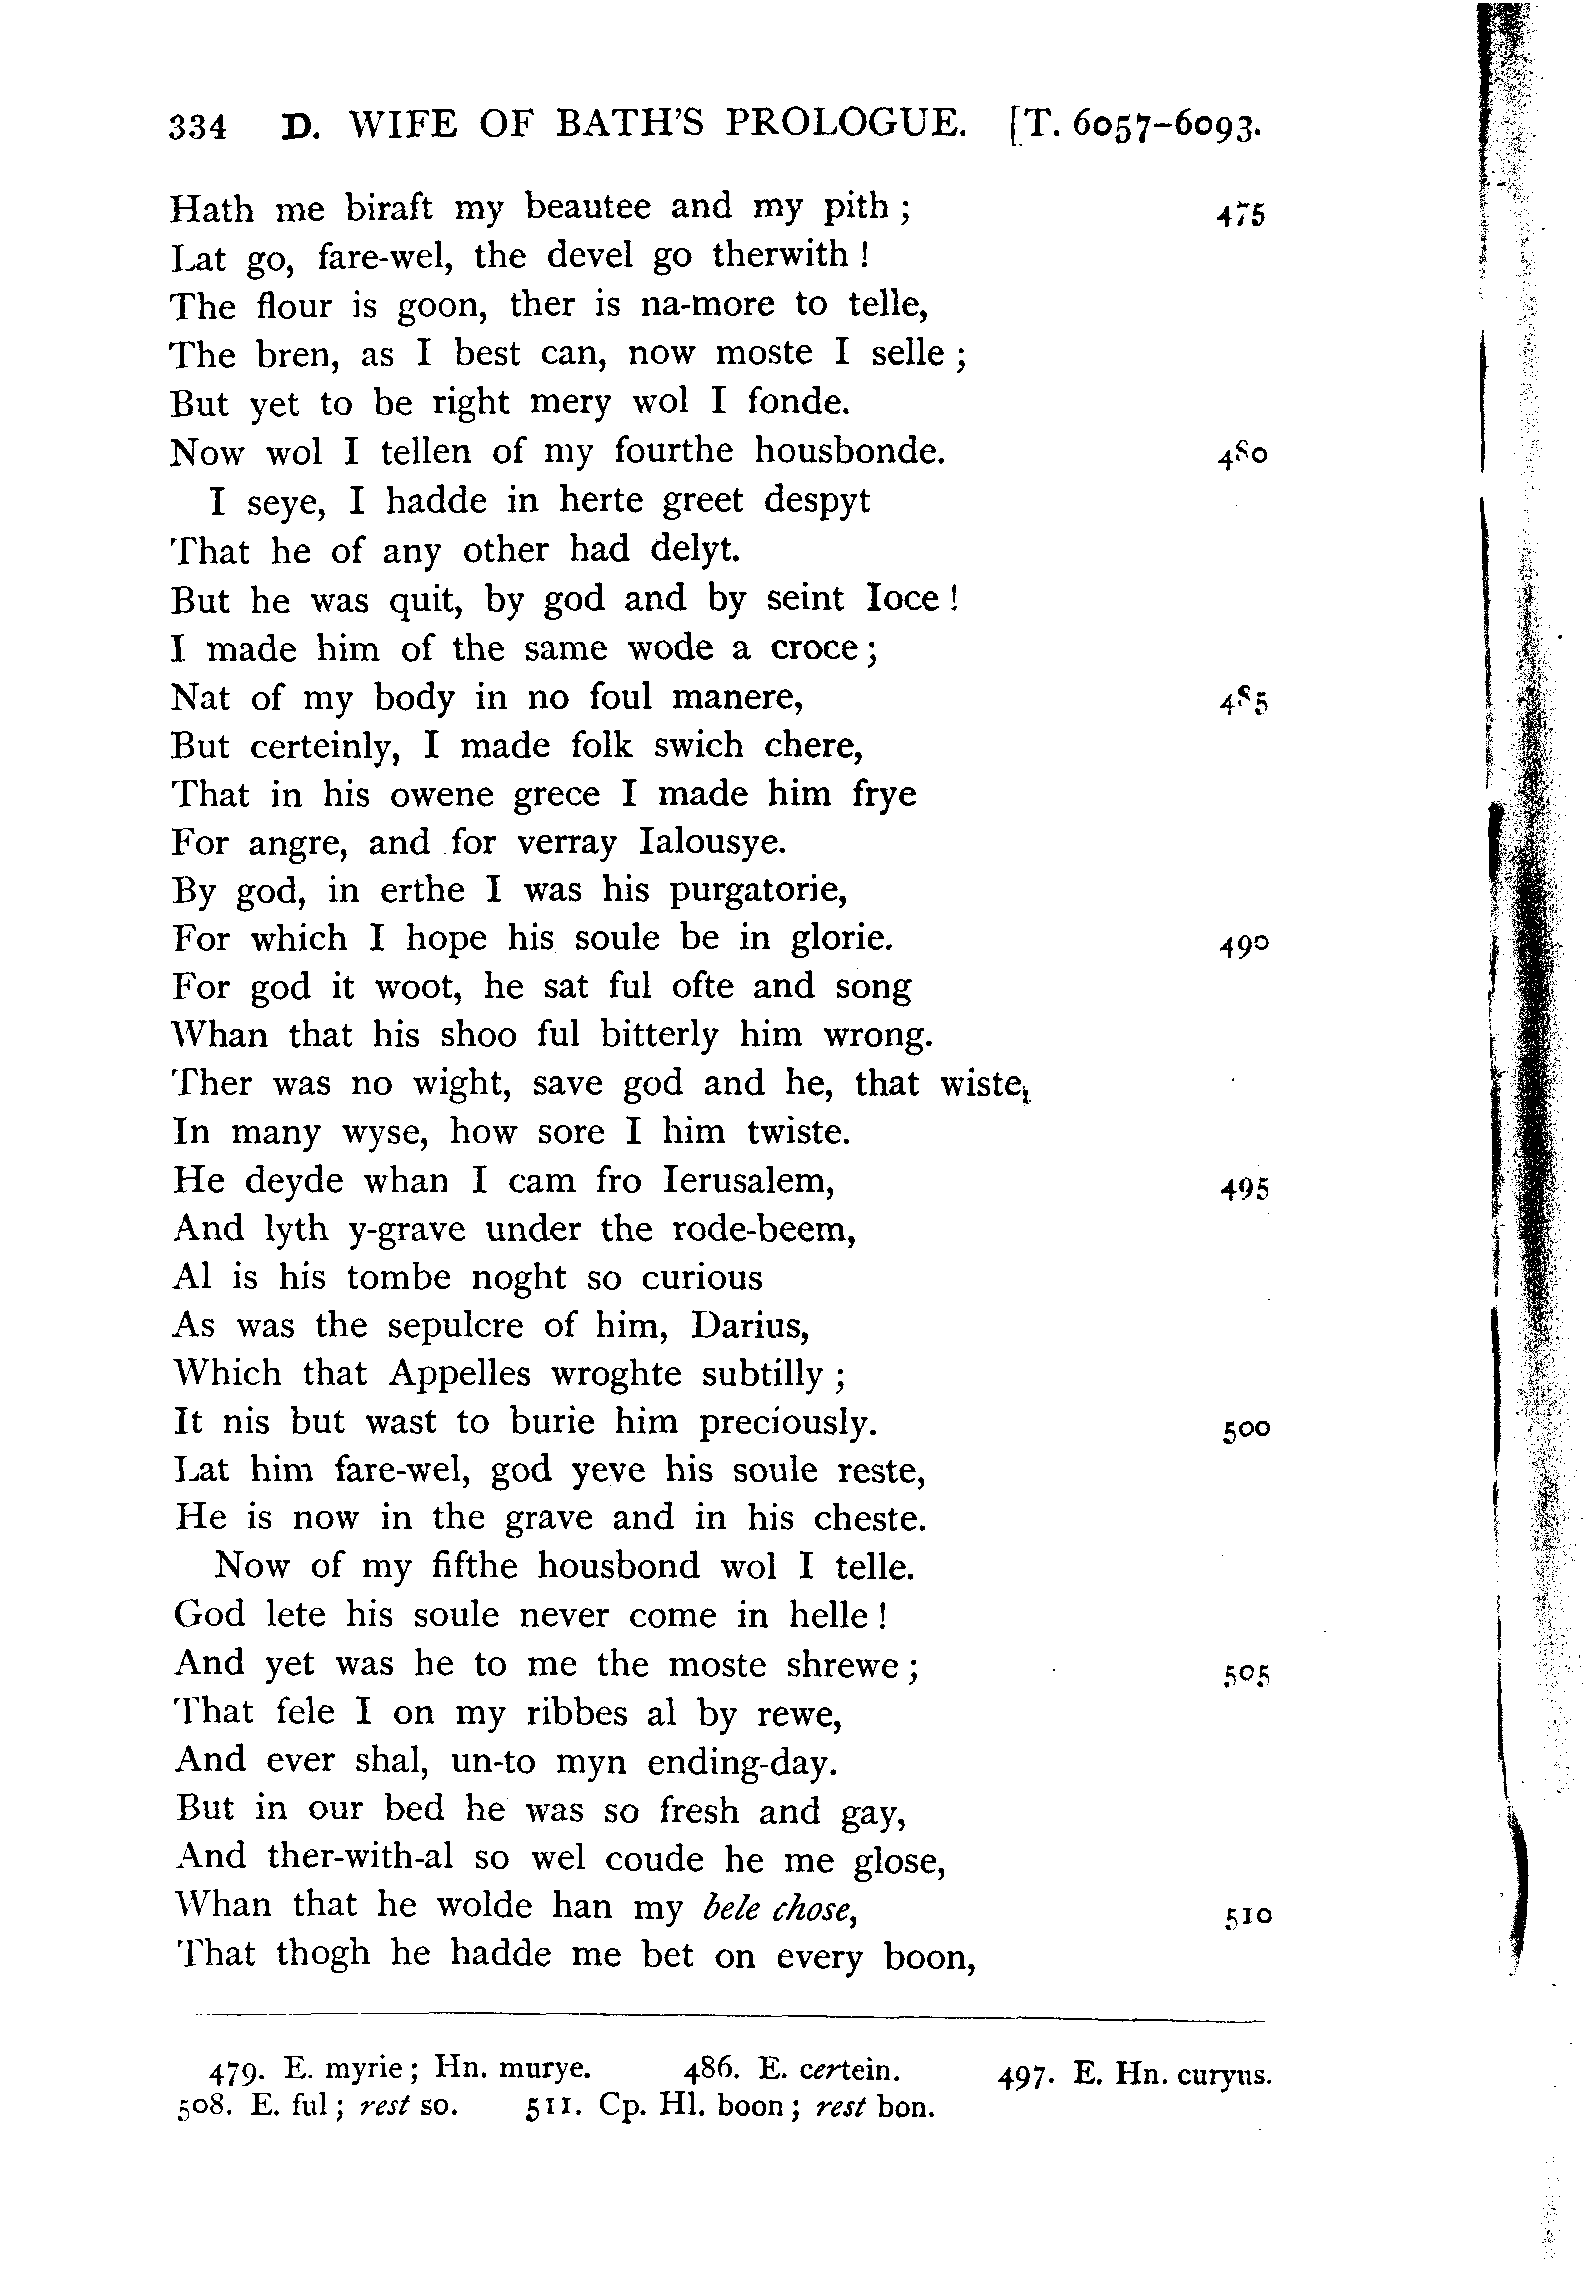 334 D. WIFE OF BATH'S PROLOGUE. [T. 6057-6093.
Hath me biraft my beautee and my pith ; 475
Lat go, fare-wel, the devel go therwith !
The flour is goon, ther is na-more to telle,
The bren, as I best can, now moste I selle ;
But yet to be right mery wol I fonde.
Now wol I tellen of my fourthe housbonde. 480
I seye, I hadde in herte greet despyt
That he of any other had delyt.
But he was quit, by god and by seint Ioce !
I made him of the same wode a croce ;
Nat of my body in no foul manere, 485
But certeinly, I made folk swich chere,
That in his owene grece I made him frye
For angre, and for verray Ialousye.
By god, in erthe I was his purgatorie,
For which I hope his soule be in glorie. 490
For god it woot, he sat ful ofte and song
Whan that his shoo ful bitterly him wrong.
Ther was no wight, save god and he, that wiste,
In many wyse, how sore I him twiste.
He deyde whan I cam fro Ierusalem, 495
And lyth y-grave under the rode-beem,
Al is his tombe noght so curious
As was the sepulcre of him, Darius,
Which that Appelles wroghte subtilly ;
It nis but wast to burie him preciously. 500
Lat him fare-wel, god yeve his soule reste,
He is now in the grave and in his cheste.
Now of my fifthe housbond wol I telle.
God lete his soule never come in helle !
And yet was he to me the moste shrewe ; 505
That fele I on my ribbes al by rewe,
And ever shal, un-to myn ending-day.
But in our bed he was so fresh and gay,
And ther-with-al so wel coude he me glose,
Whan that he wolde han my bele chose, 510
That thogh he hadde me bet on every boon,
479. E. myrie ; Hn. murye. 486. E. certein. 497. E. Hn. curyus.
508. E. ful ; rest so. 511. Cp. Hl. boon ; rest bon.